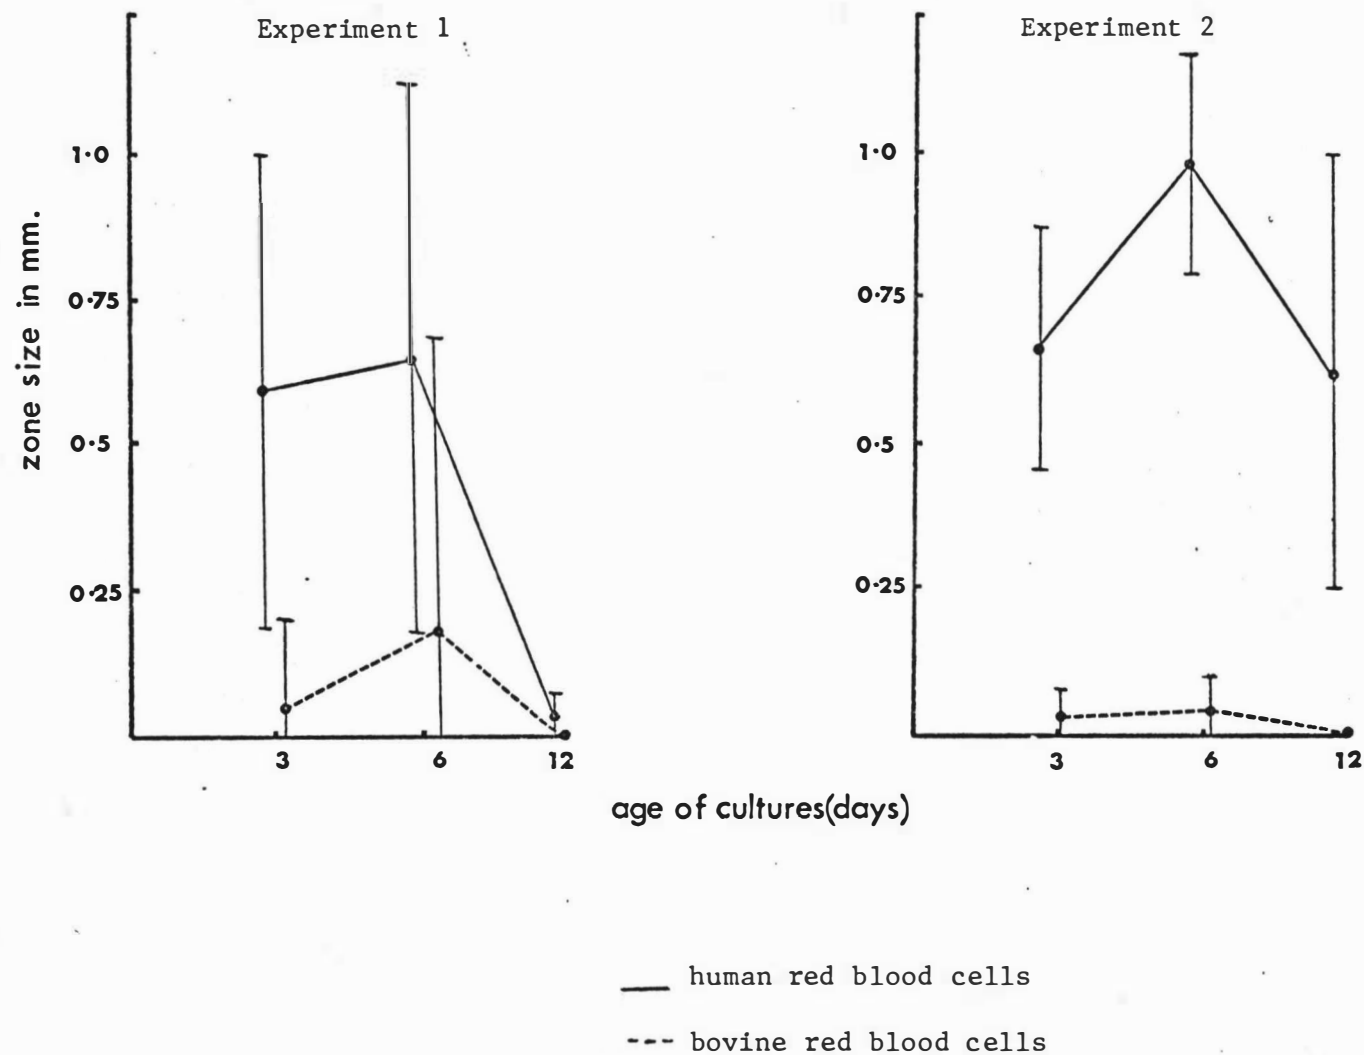 Experiment 1
1.0
0.75
0.5
0.25
zone size in mm.
3 6 12
Experiment 2
1.0
0.75
0.5
0.25
3 6 12
age of cultures(days)
human red blood cells
bovine red blood cells